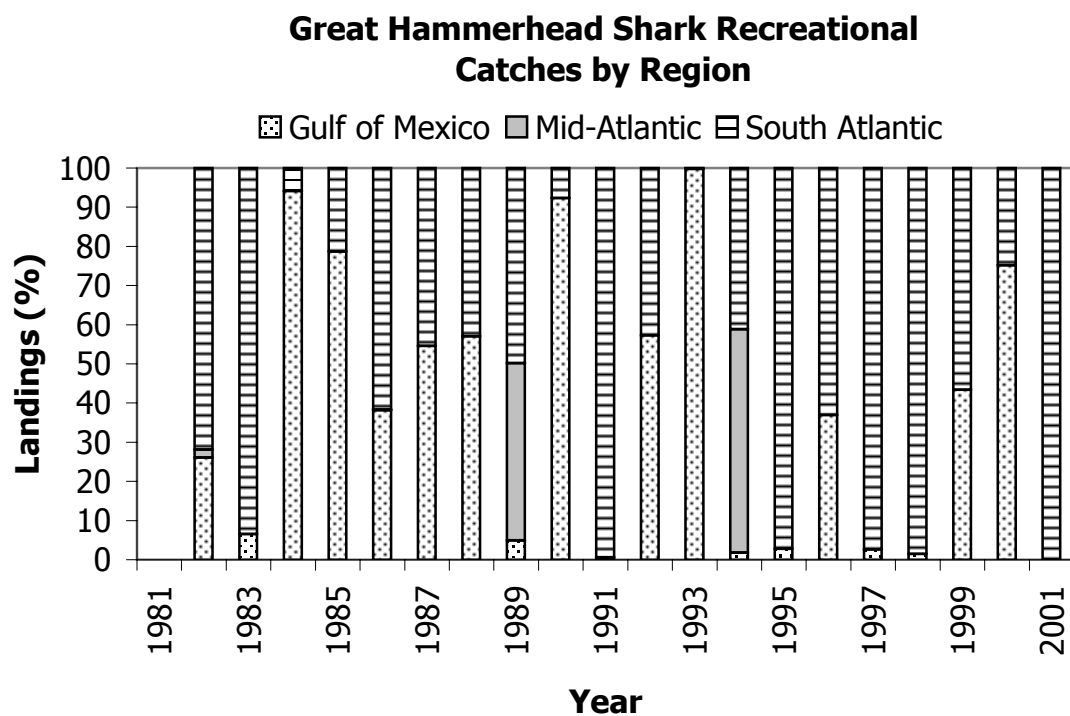 Great Hammerhead Shark Recreational
Catches by Region
Gulf of Mexico Mid-Atlantic South Atlantic
100
90
80
70
60
50
40
30
20
10
0
Landings (%)
1981 1983 1985 1987 1989 1991 1993 1995 1997 1999 2001
Year